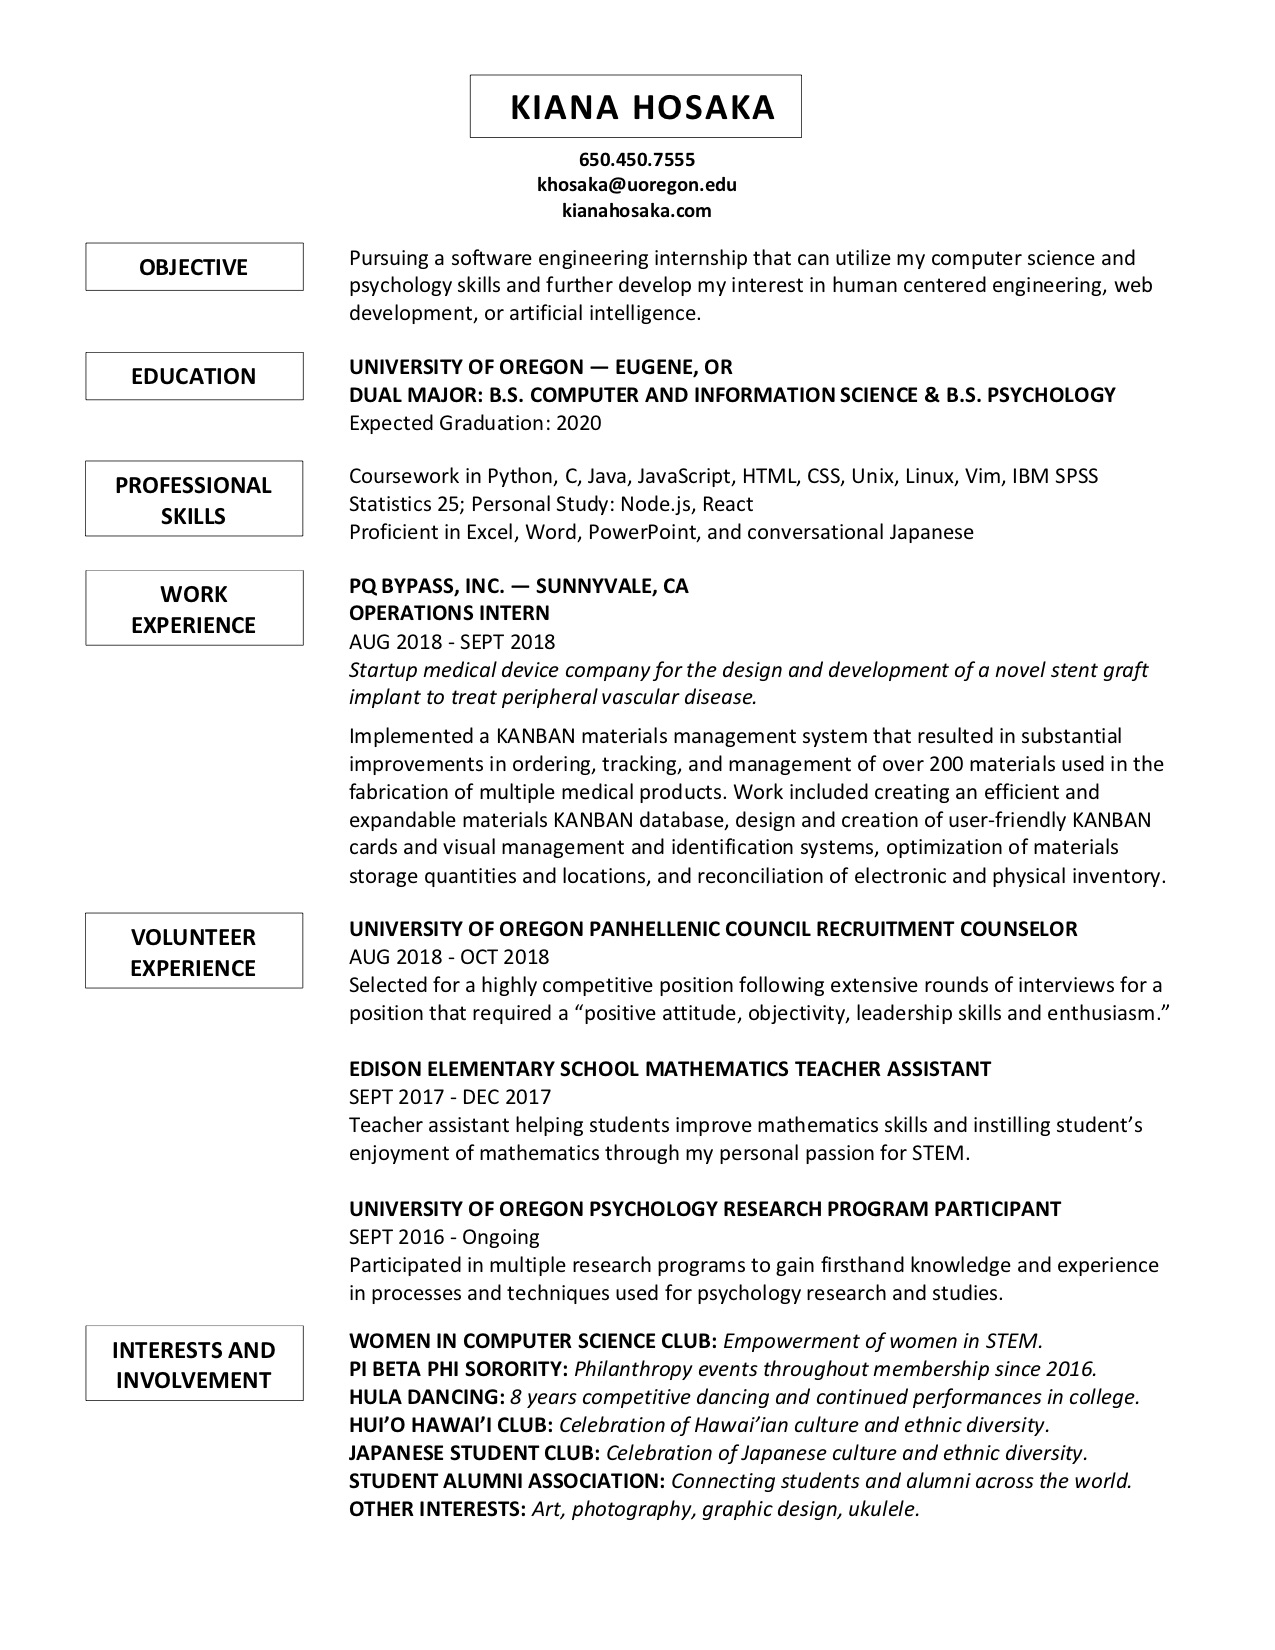 KIANA HOSAKA
650.450.7555
khosaka@uoregon.edu
kianahosaka.com
OBJECTIVE
Pursuing a software engineering internship that can utilize my computer science and
psychology skills and further develop my interest in human centered engineering, web
development, or artificial intelligence.
EDUCATION
UNIVERSITY OF OREGON — EUGENE, OR
DUAL MAJOR: B.S. COMPUTER AND INFORMATION SCIENCE & B.S. PSYCHOLOGY
Expected Graduation: 2020
PROFESSIONAL
SKILLS
Coursework in Python, C, Java, JavaScript, HTML, CSS, Unix, Linux, Vim, IBM SPSS
Statistics 25; Personal Study: Node.js, React
Proficient in Excel, Word, PowerPoint, and conversational Japanese
WORK
EXPERIENCE
PQ BYPASS, INC. — SUNNYVALE, CA
OPERATIONS INTERN
AUG 2018 - SEPT 2018
Startup medical device company for the design and development of a novel stent graft
implant to treat peripheral vascular disease.
Implemented a KANBAN materials management system that resulted in substantial
improvements in ordering, tracking, and management of over 200 materials used in the
fabrication of multiple medical products. Work included creating an efficient and
expandable materials KANBAN database, design and creation of user-friendly KANBAN
cards and visual management and identification systems, optimization of materials
storage quantities and locations, and reconciliation of electronic and physical inventory.
VOLUNTEER
EXPERIENCE
UNIVERSITY OF OREGON PANHELLENIC COUNCIL RECRUITMENT COUNSELOR
AUG 2018 - OCT 2018
Selected for a highly competitive position following extensive rounds of interviews for a
position that required a “positive attitude, objectivity, leadership skills and enthusiasm.”
EDISON ELEMENTARY SCHOOL MATHEMATICS TEACHER ASSISTANT
SEPT 2017 - DEC 2017
Teacher assistant helping students improve mathematics skills and instilling student’s
enjoyment of mathematics through my personal passion for STEM.
UNIVERSITY OF OREGON PSYCHOLOGY RESEARCH PROGRAM PARTICIPANT
SEPT 2016 - Ongoing
Participated in multiple research programs to gain firsthand knowledge and experience
in processes and techniques used for psychology research and studies.
INTERESTS AND
INVOLVEMENT
WOMEN IN COMPUTER SCIENCE CLUB: Empowerment of women in STEM.
PI BETA PHI SORORITY: Philanthropy events throughout membership since 2016.
HULA DANCING: 8 years competitive dancing and continued performances in college.
HUI’O HAWAI’I CLUB: Celebration of Hawai’ian culture and ethnic diversity.
JAPANESE STUDENT CLUB: Celebration of Japanese culture and ethnic diversity.
STUDENT ALUMNI ASSOCIATION: Connecting students and alumni across the world.
OTHER INTERESTS: Art, photography, graphic design, ukulele.